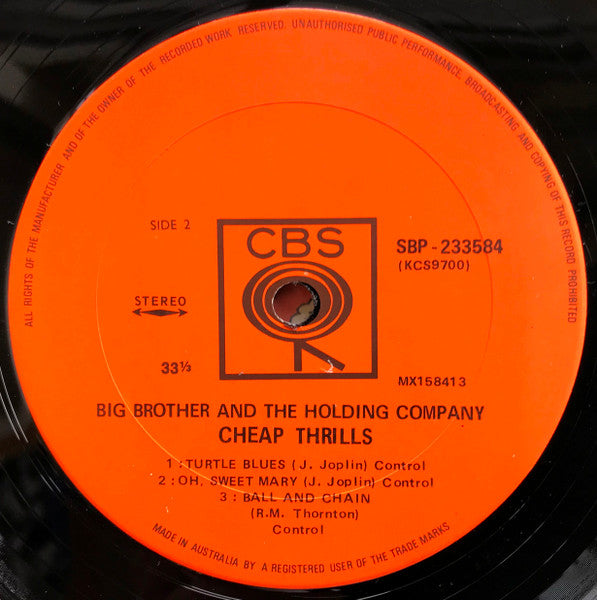 ALL RIGHTS OF THE MANUFACTURER AND OF THE OWNER OF THE RECORDED WORK RESERVED. UNAUTHORISED PUBLIC PERFORMANCE, BROADCASTING AND COPYING OF THIS RECORD PROHIBITED
SIDE 2
CBS
SBP-233584
(KCS9700)
STEREO
33⅓
MX158413
BIG BROTHER AND THE HOLDING COMPANY
CHEAP THRILLS
1 : TURTLE BLUES (J. Joplin) Control
2 : OH, SWEET MARY (J. Joplin) Control
3 : BALL AND CHAIN
(R.M. Thornton)
Control
MADE IN AUSTRALIA BY A REGISTERED USER OF THE TRADE MARKS